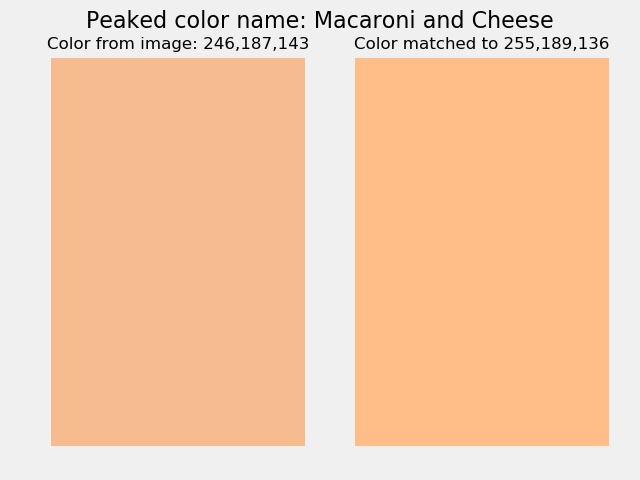 Peaked color name: Macaroni and Cheese
Color from image: 246,187,143
Color matched to 255,189,136